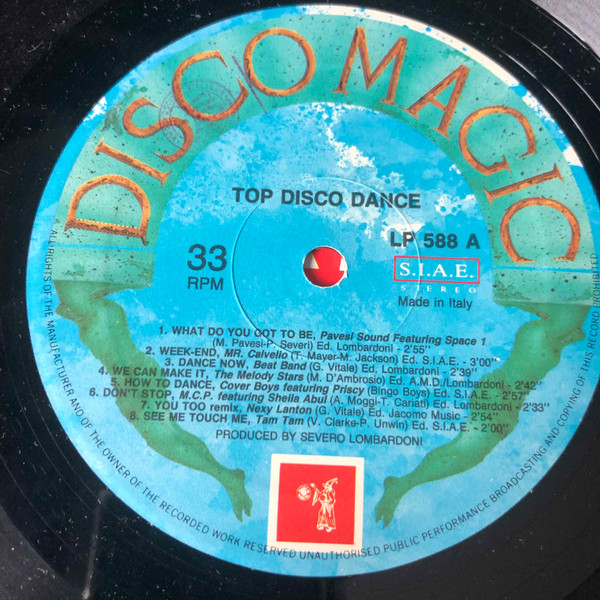 DISCO MAGIC
TOP DISCO DANCE
LP 588 A
33
RPM
S.I.A.E.
STEREO
Made in Italy
1. WHAT DO YOU GOT TO BE, Pavesi Sound Featuring Space 1
(M. Pavesi-P. Severi) Ed. Lombardoni - 2'55"
2. WEEK-END, MR. Calvello (T. Mayer-M. Jackson) Ed. S.I.A.E. - 3'00"
3. DANCE NOW, Beat Band (G. Vitale) Ed. Lombardoni - 2'39"
4. WE CAN MAKE IT, The Melody Stars (M. D'Ambrosio) Ed. A.M.D./Lombardoni - 2'42"
5. HOW TO DANCE, Cover Boys featuring Priscy (Bingo Boys) Ed. S.I.A.E. - 2'57"
6. DON'T STOP, M.C.P. featuring Sheila Abul (A. Moggi-T. Cariati) Ed. Lombardoni - 2'33"
7. YOU TOO remix, Nexy Lanton (G. Vitale) Ed. Jacomo Music - 2'54"
8. SEE ME TOUCH ME, Tam Tam (V. Clarke-P. Unwin) Ed. S.I.A.E. - 2'00"
PRODUCED BY SEVERO LOMBARDONI
ALL RIGHTS OF THE MANUFACTURER AND OF THE OWNER OF THE RECORDED WORK RESERVED UNAUTHORISED PUBLIC PERFORMANCE BROADCASTING AND COPYING OF THIS RECORD PROHIBITED